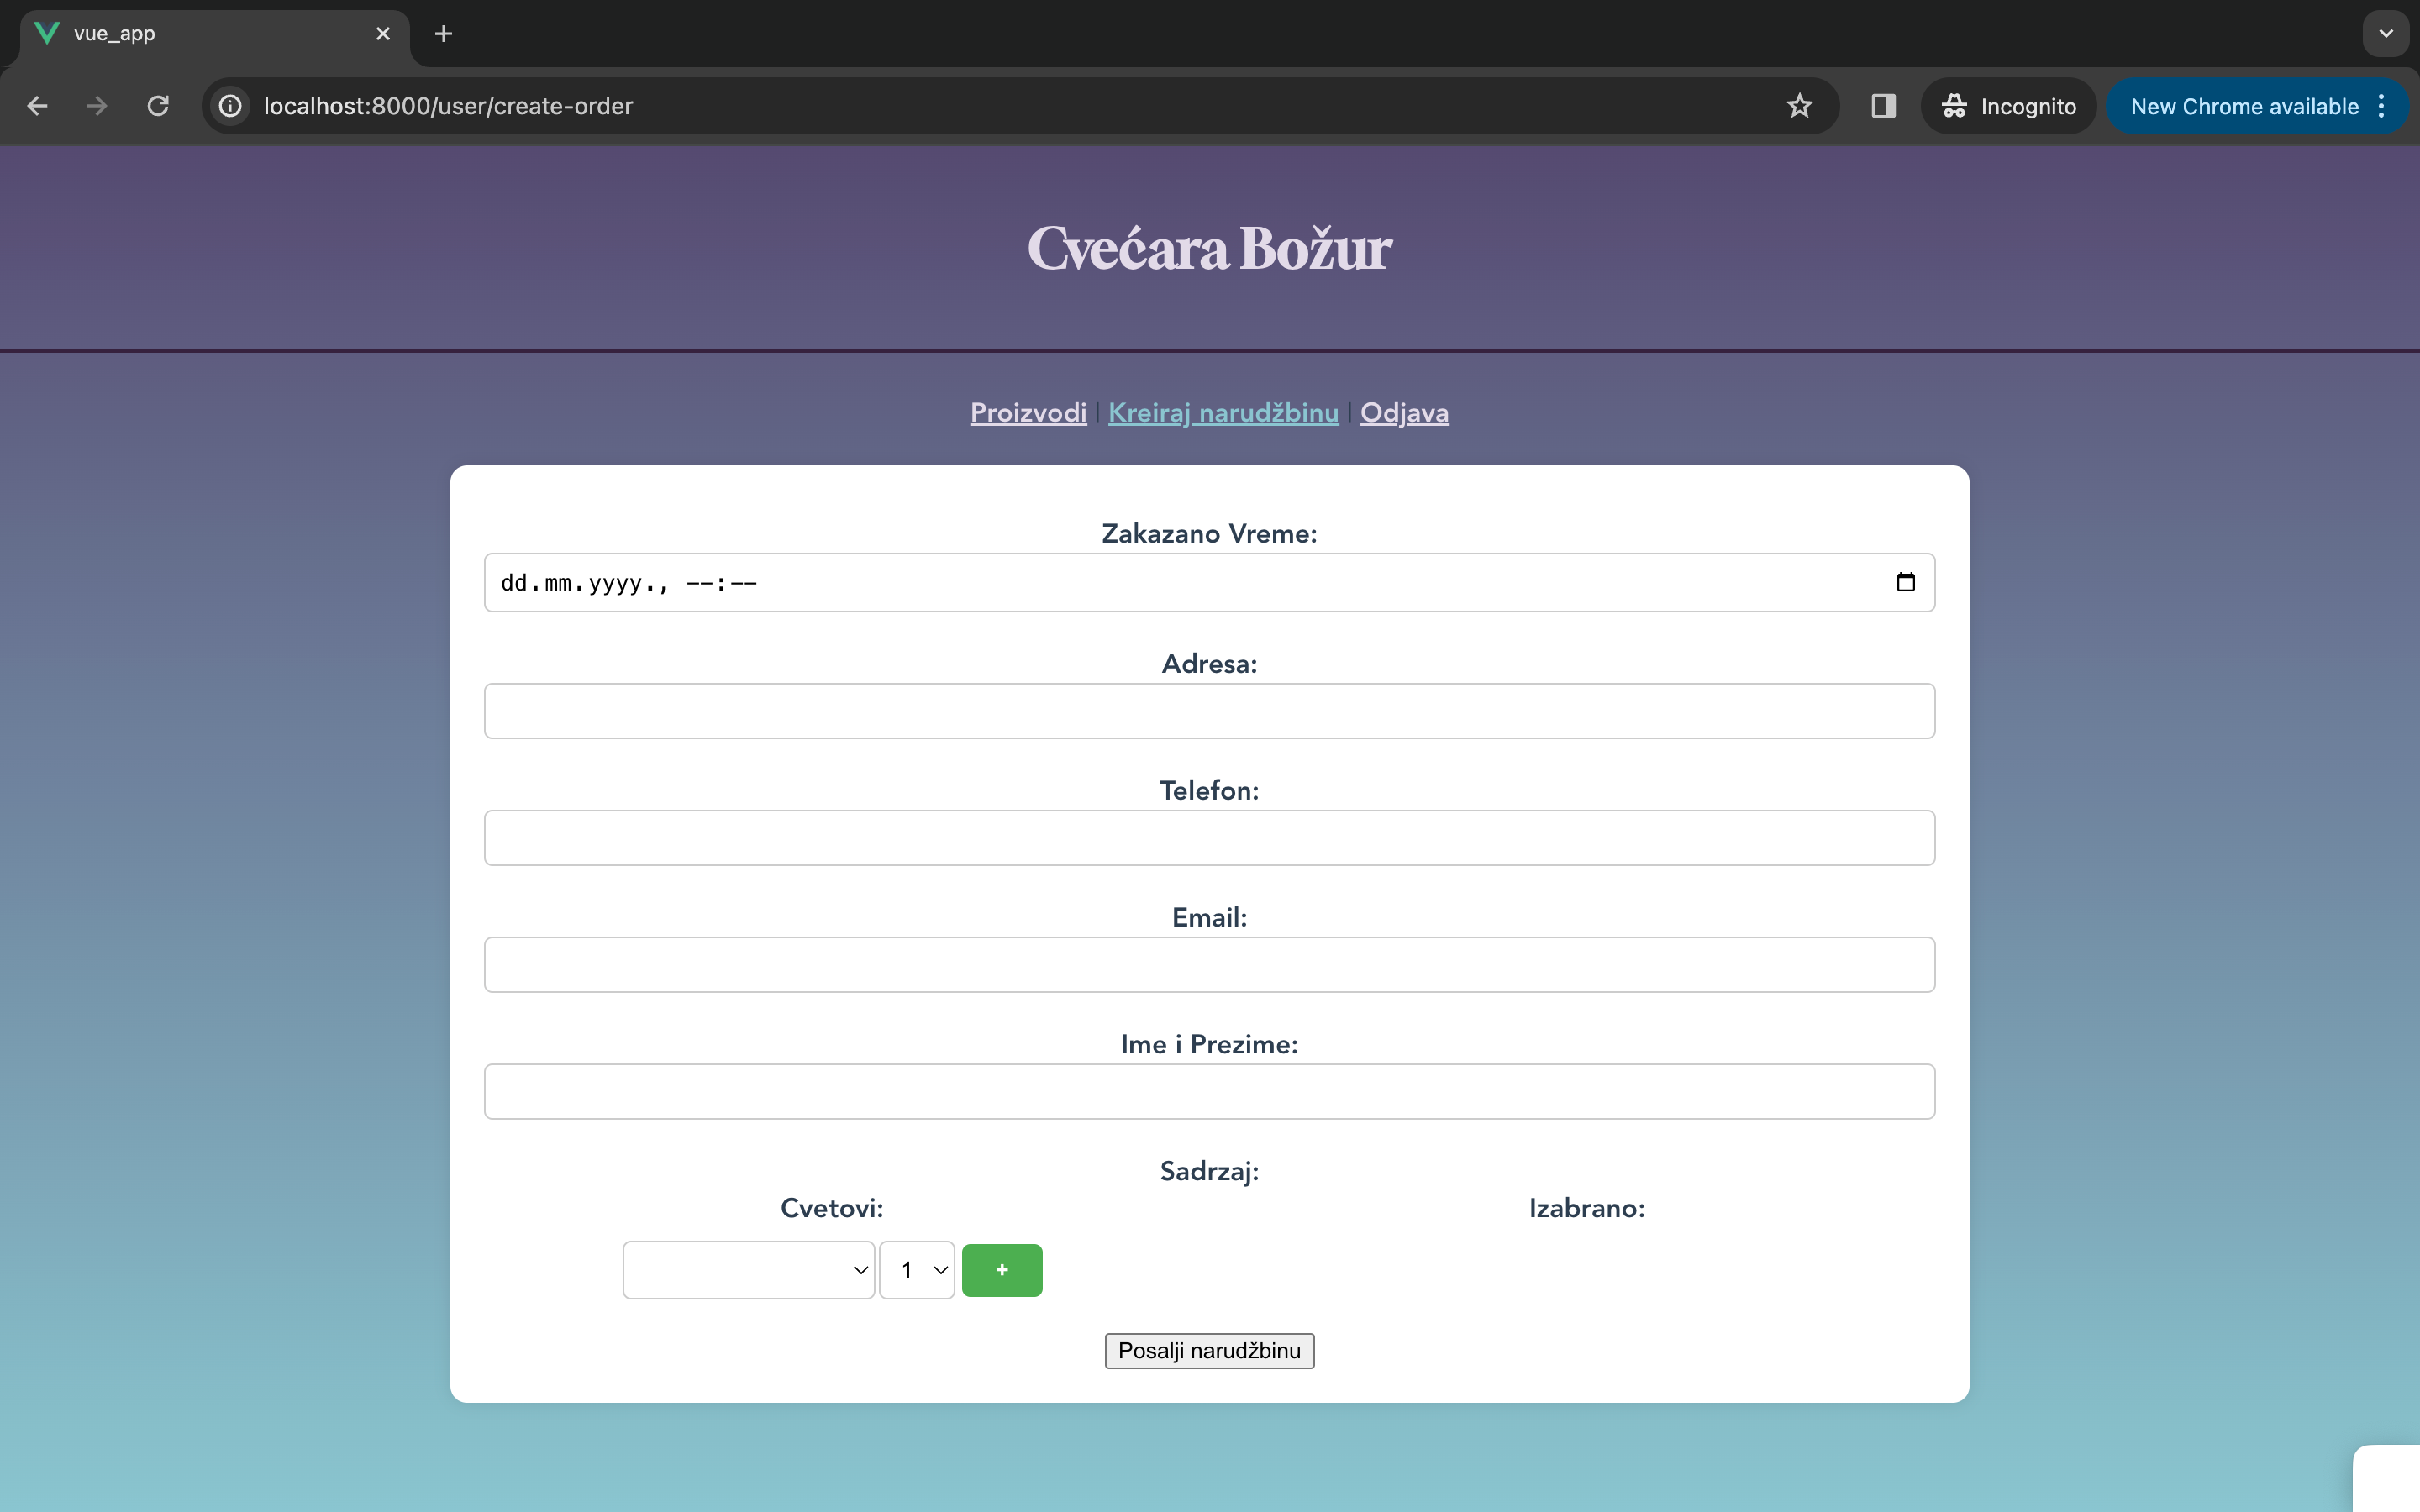 vue_app
localhost:8000/user/create-order
Incognito
New Chrome available
Cvećara Božur
Proizvodi | Kreiraj narudžbinu | Odjava
Zakazano Vreme:
dd.mm.yyyy., --:--
Adresa:
Telefon:
Email:
Ime i Prezime:
Sadrzaj:
Cvetovi:
Izabrano:
1
+
Posalji narudžbinu